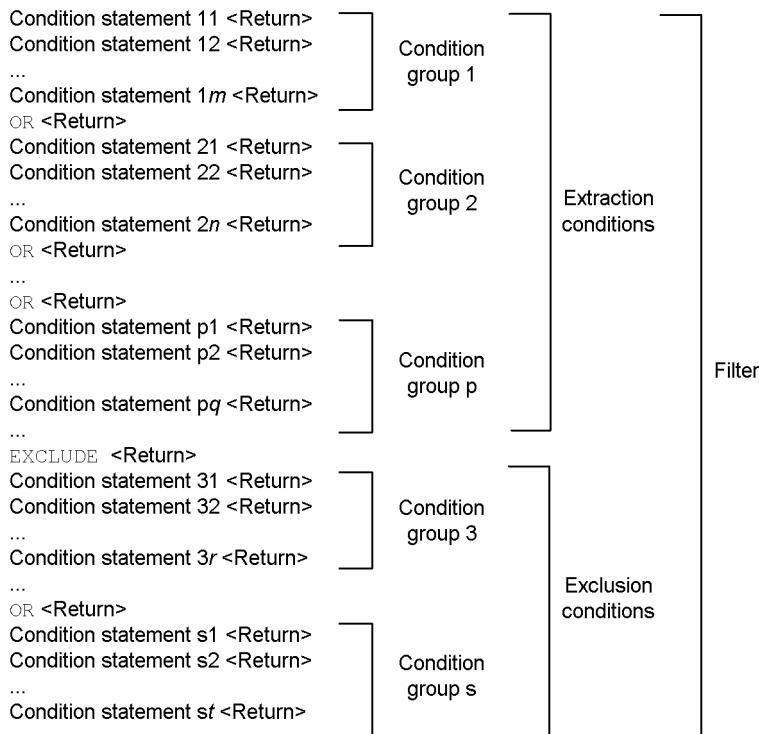 Condition statement 11 <Return>
Condition statement 12 <Return>
...
Condition statement 1m <Return>
OR <Return>
Condition statement 21 <Return>
Condition statement 22 <Return>
...
Condition statement 2n <Return>
OR <Return>
...
OR <Return>
Condition statement p1 <Return>
Condition statement p2 <Return>
...
Condition statement pq <Return>
...
EXCLUDE <Return>
Condition statement 31 <Return>
Condition statement 32 <Return>
...
Condition statement 3r <Return>
...
OR <Return>
Condition statement s1 <Return>
Condition statement s2 <Return>
...
Condition statement st <Return>
Condition
group 1
Condition
group 2
Condition
group p
Condition
group 3
Condition
group s
Extraction
conditions
Exclusion
conditions
Filter